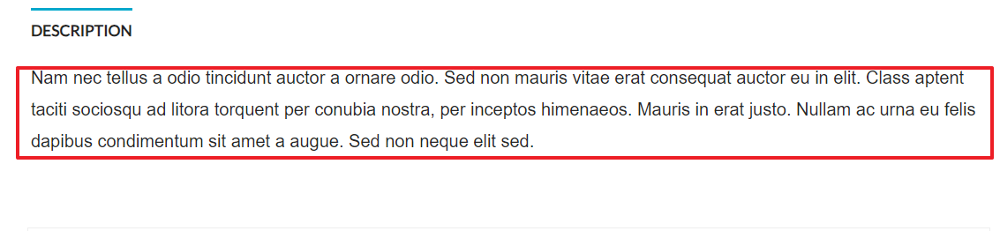 DESCRIPTION
Nam nec tellus a odio tincidunt auctor a ornare odio. Sed non mauris vitae erat consequat auctor eu in elit. Class aptent
taciti sociosqu ad litora torquent per conubia nostra, per inceptos himenaeos. Mauris in erat justo. Nullam ac urna eu felis
dapibus condimentum sit amet a augue. Sed non neque elit sed.